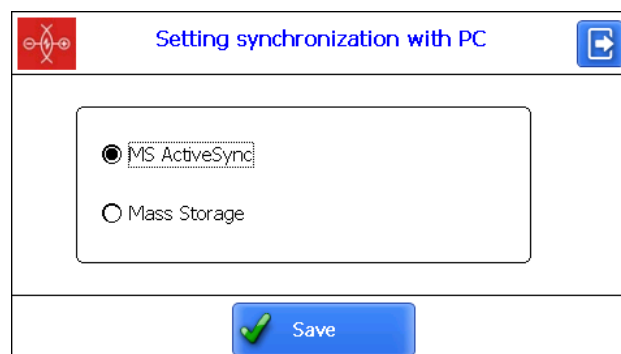 Setting synchronization with PC
MS ActiveSync
Mass Storage
Save